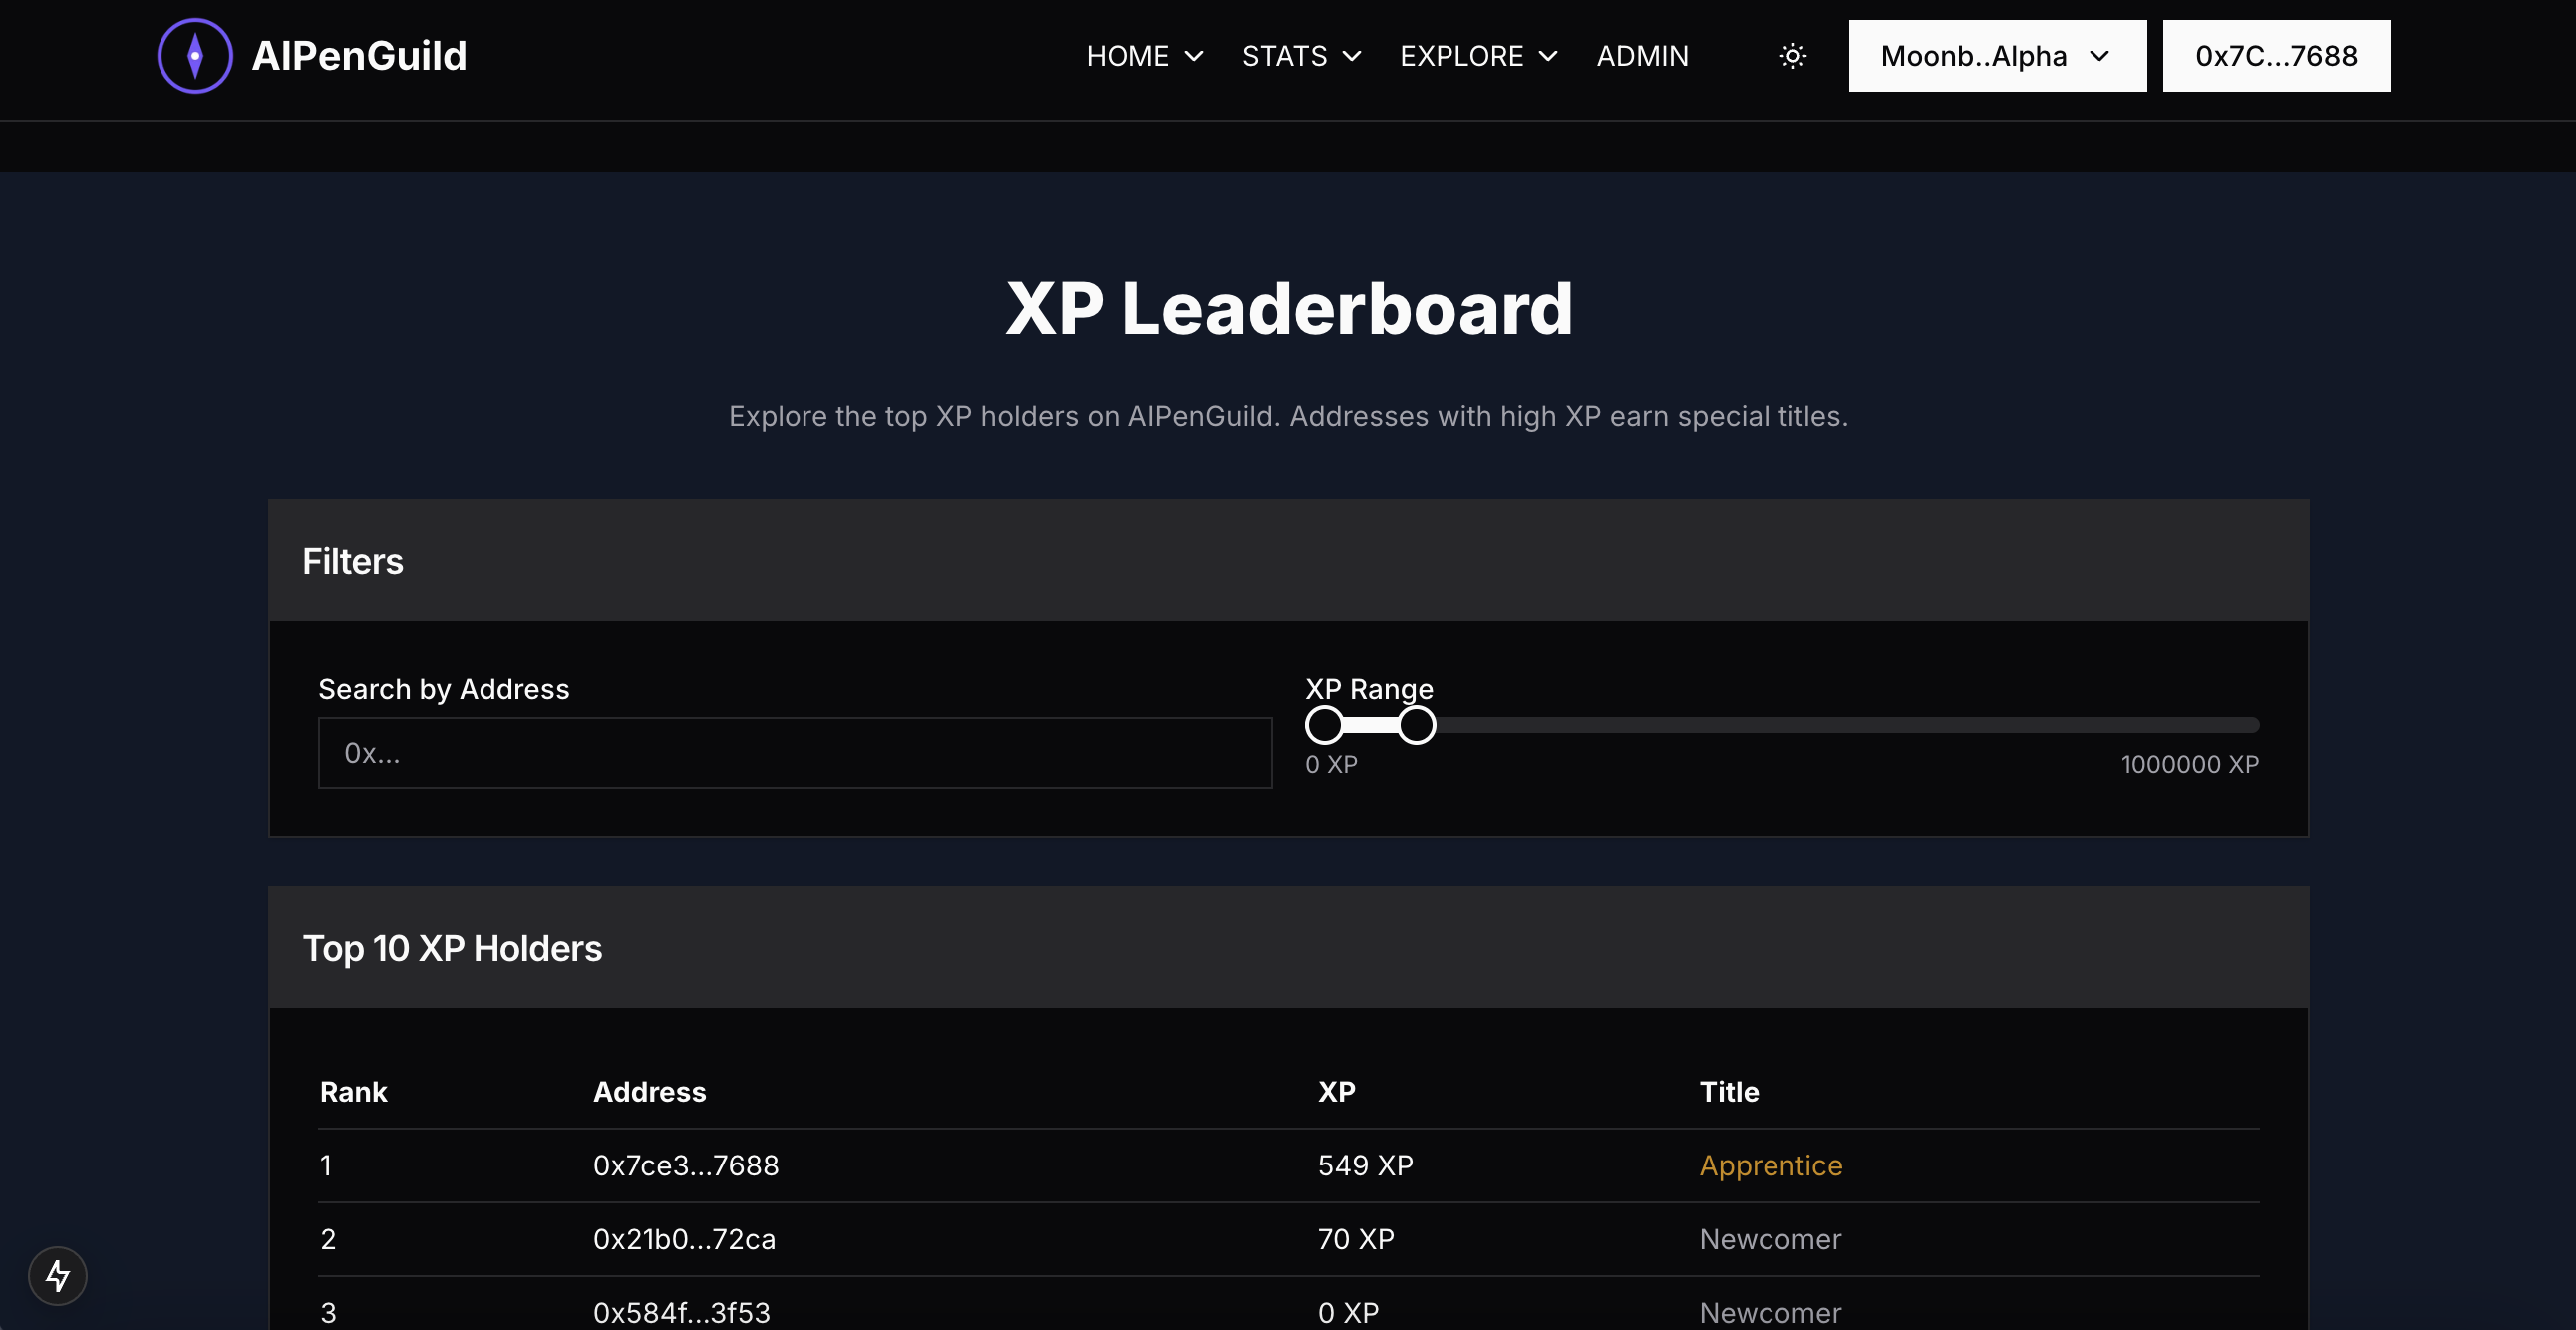 AIPenGuild
HOME STATS EXPLORE ADMIN Moonb..Alpha 0x7C...7688
XP Leaderboard
Explore the top XP holders on AIPenGuild. Addresses with high XP earn special titles.
Filters
Search by Address
0x...
XP Range
0 XP 1000000 XP
Top 10 XP Holders
Rank Address XP Title
1 0x7ce3...7688 549 XP Apprentice
2 0x21b0...72ca 70 XP Newcomer
3 0x584f...3f53 0 XP Newcomer